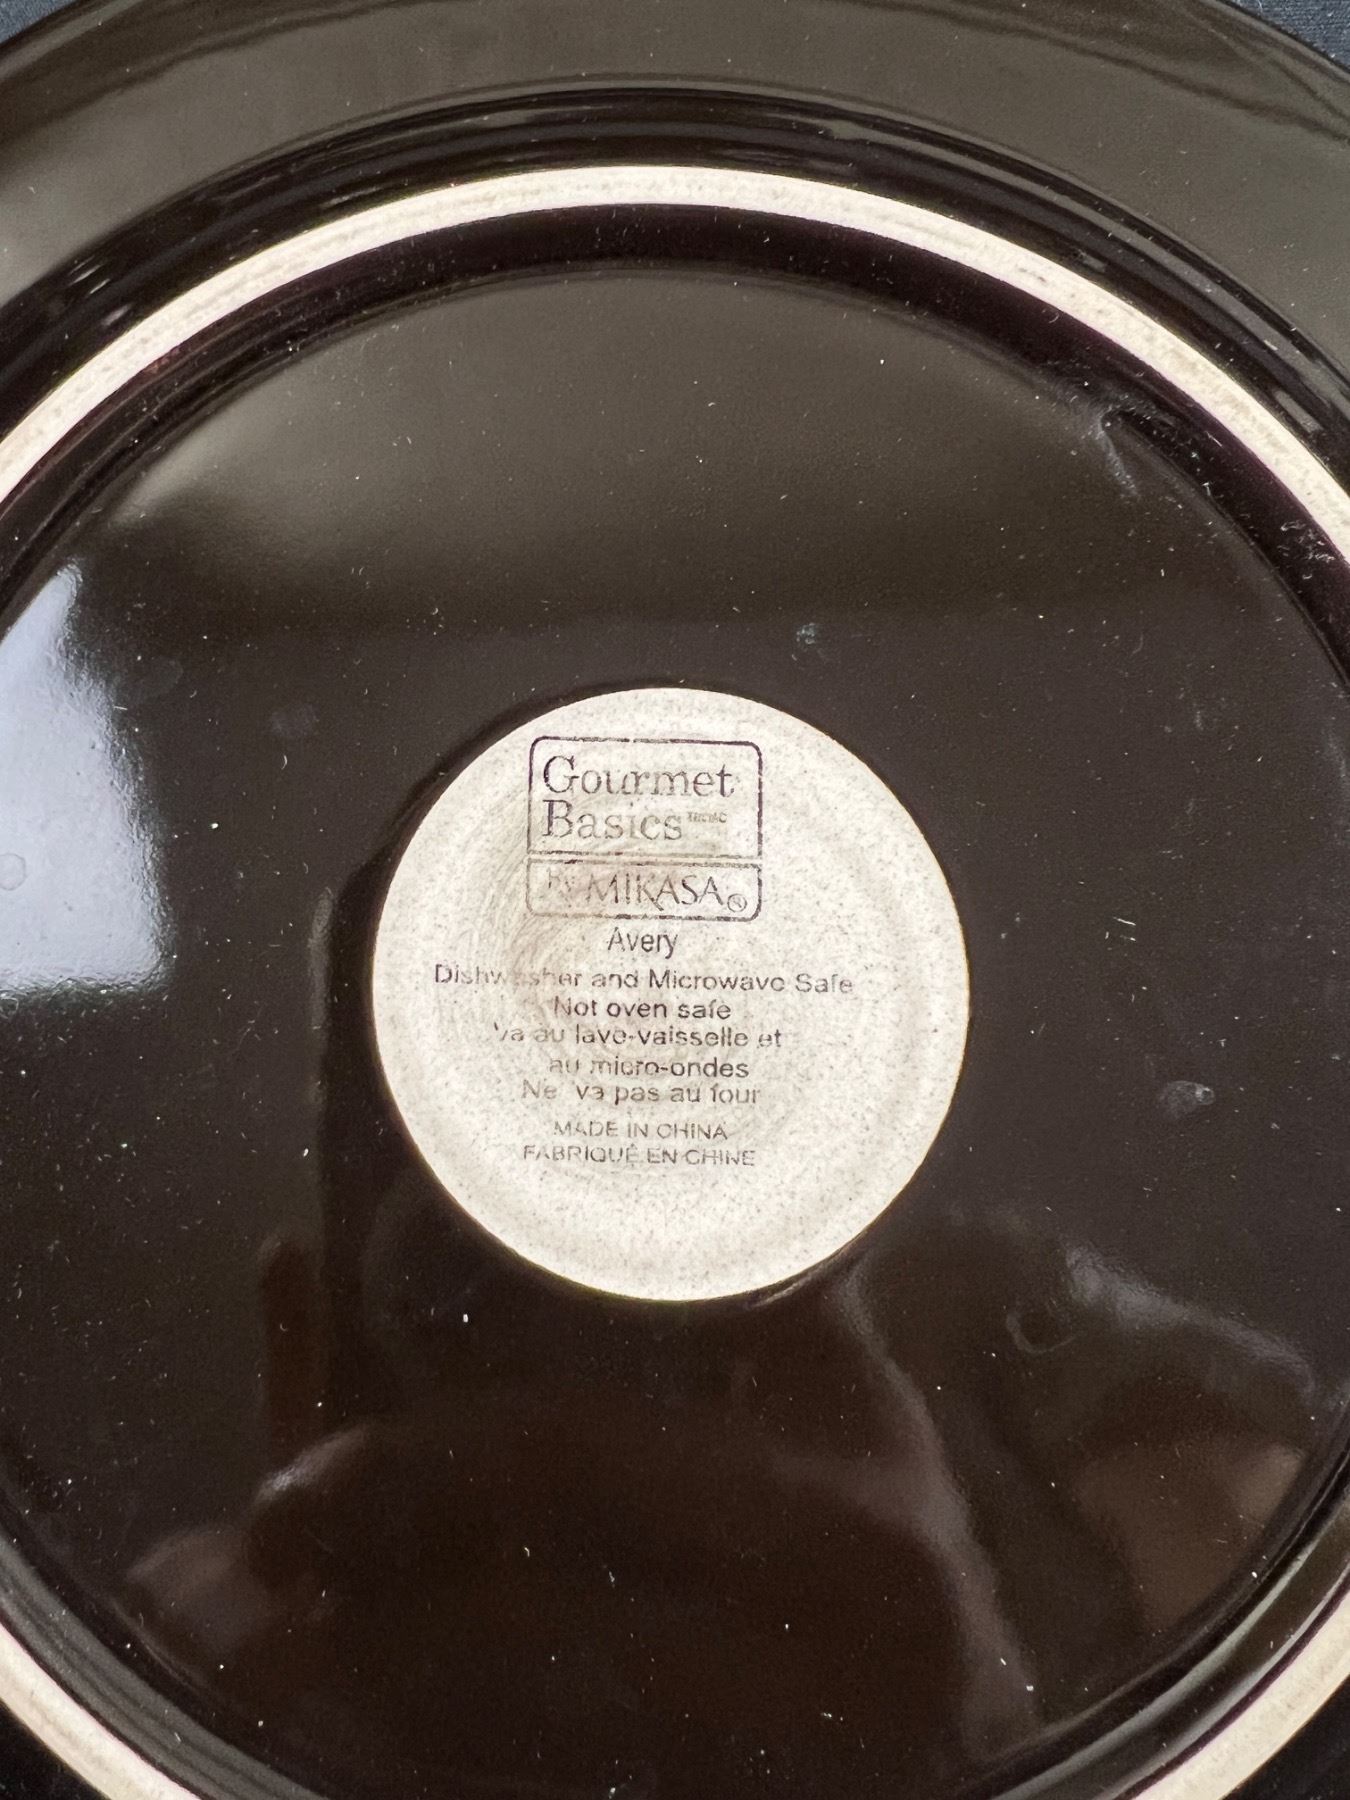 Gourmet
Basics
By MIKASA®
Avery
Dishwasher and Microwave Safe
Not oven safe
Va au lave-vaisselle et
au micro-ondes
Ne va pas au four
MADE IN CHINA
FABRIQUÉ EN CHINE